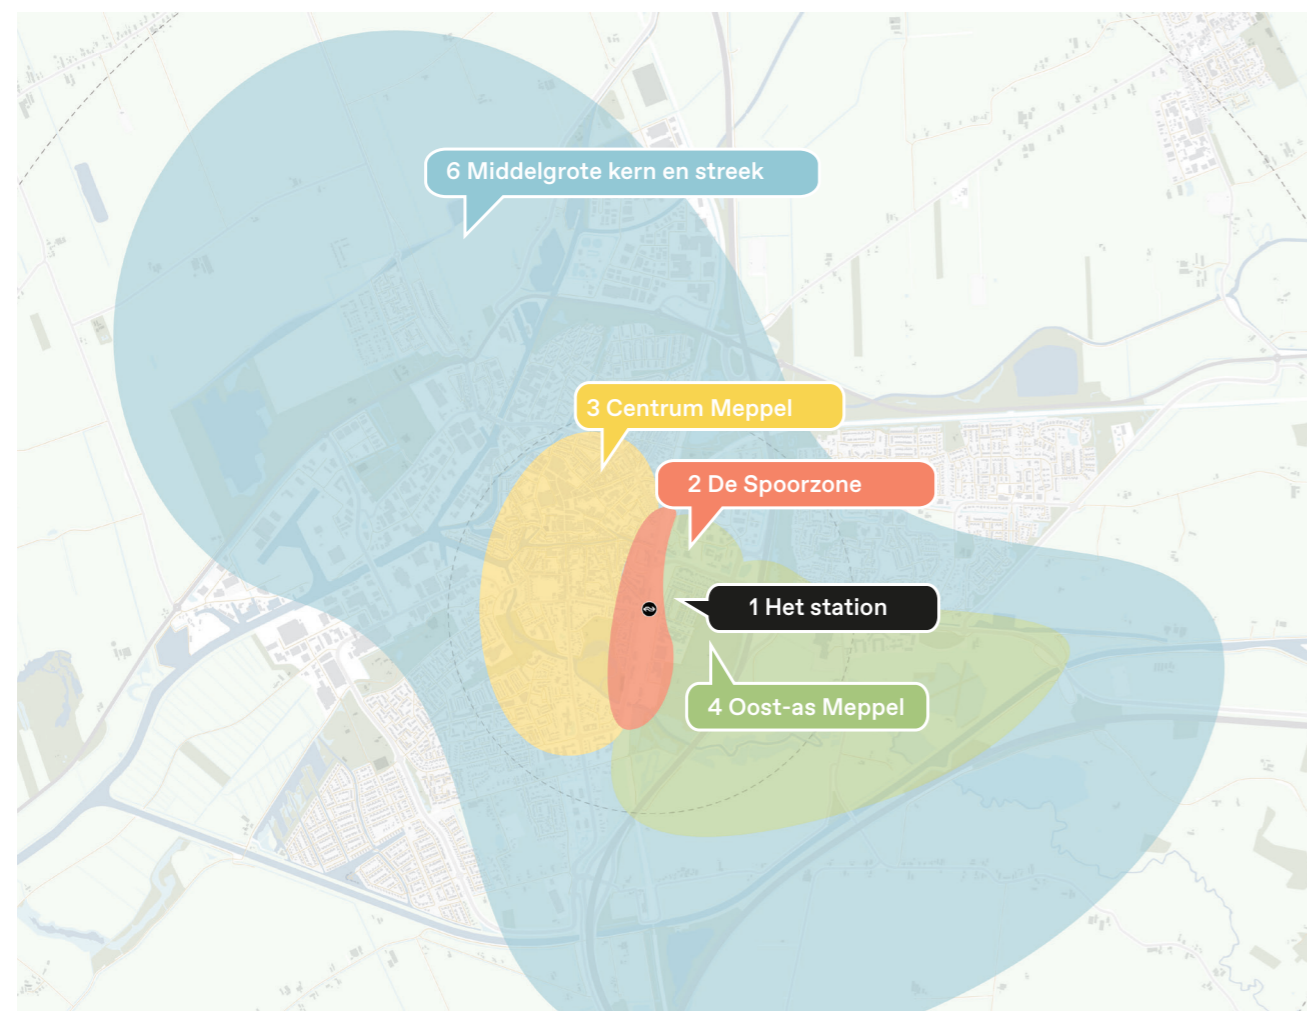 6 Middelgrote kern en streek
3 Centrum Meppel
2 De Spoorzone
1 Het station
4 Oost-as Meppel